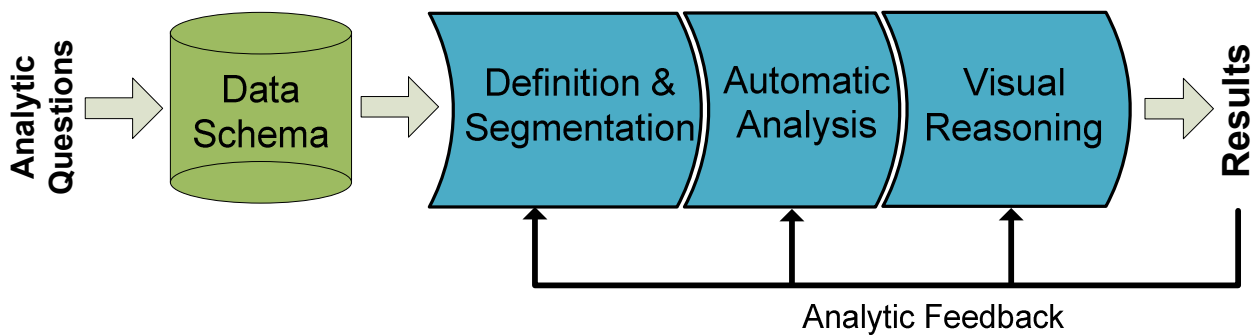 Analytic
Questions
Data
Schema
Definition &
Segmentation
Automatic
Analysis
Visual
Reasoning
Results
Analytic Feedback